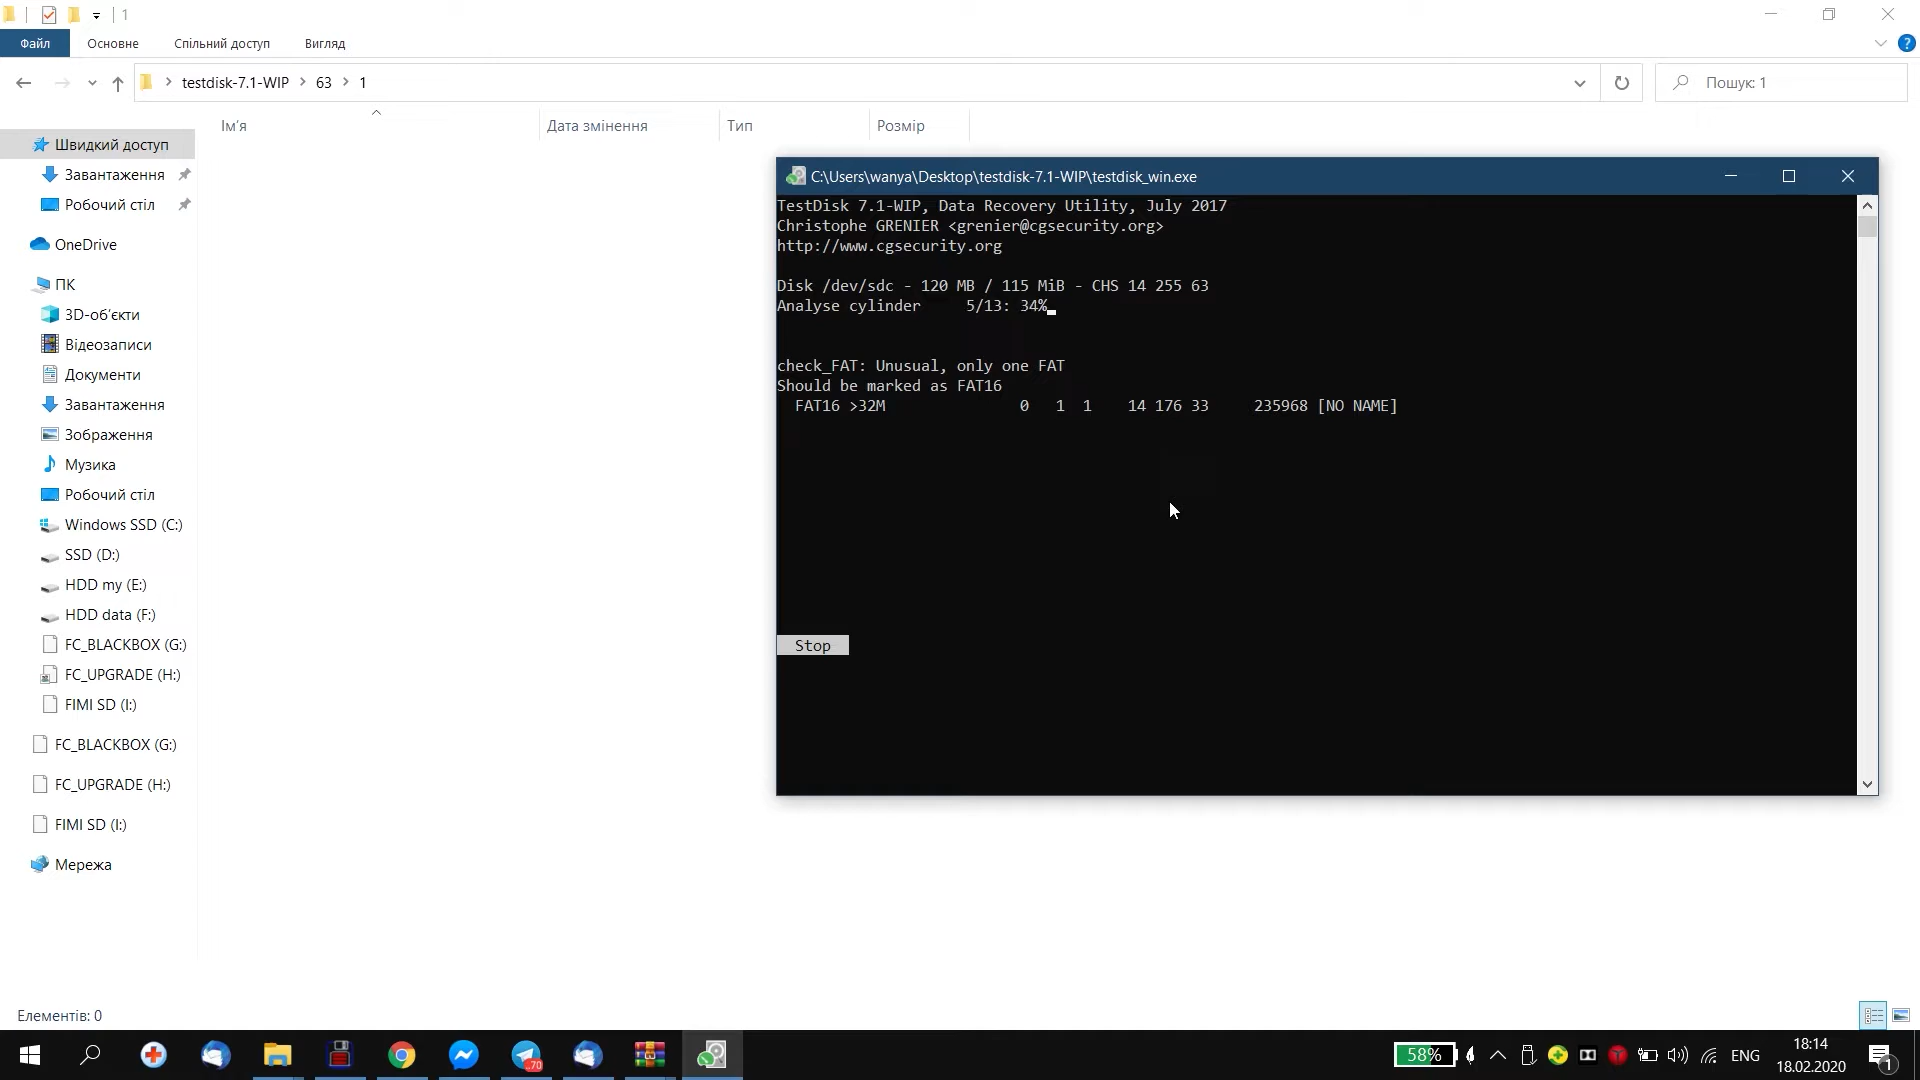 1
Файл Основне Спільний доступ Вигляд
testdisk-7.1-WIP 63 1
Пошук: 1
Ім'я Дата змінення Тип Розмір
Швидкий доступ
Завантаження
Робочий стіл
OneDrive
ПК
3D-об'єкти
Відеозаписи
Документи
Завантаження
Зображення
Музика
Робочий стіл
Windows SSD (C:)
SSD (D:)
HDD my (E:)
HDD data (F:)
FC_BLACKBOX (G:)
FC_UPGRADE (H:)
FIMI SD (I:)
FC_BLACKBOX (G:)
FC_UPGRADE (H:)
FIMI SD (I:)
Мережа
Елементів: 0
C:\Users\wanya\Desktop\testdisk-7.1-WIP\testdisk_win.exe
TestDisk 7.1-WIP, Data Recovery Utility, July 2017
Christophe GRENIER <grenier@cgsecurity.org>
http://www.cgsecurity.org
Disk /dev/sdc - 120 MB / 115 MiB - CHS 14 255 63
Analyse cylinder 5/13: 34%
check_FAT: Unusual, only one FAT
Should be marked as FAT16
FAT16 >32M 0 1 1 14 176 33 235968 [NO NAME]
Stop
70
58%
ENG
18:14
18.02.2020
1